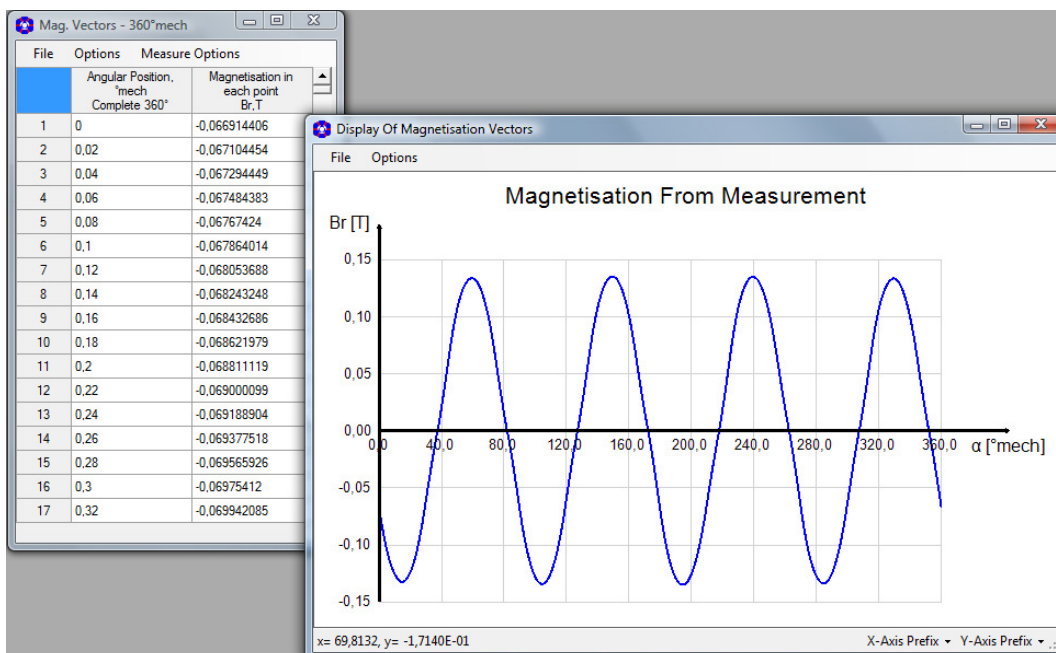 Mag. Vectors - 360°mech
File Options Measure Options
Angular Position, °mech Complete 360° Magnetisation in each point Br,T
1 0 -0,066914406
2 0,02 -0,067104454
3 0,04 -0,067294449
4 0,06 -0,067484383
5 0,08 -0,06767424
6 0,1 -0,067864014
7 0,12 -0,068053688
8 0,14 -0,068243248
9 0,16 -0,068432686
10 0,18 -0,068621979
11 0,2 -0,068811119
12 0,22 -0,069000099
13 0,24 -0,069188904
14 0,26 -0,069377518
15 0,28 -0,069565926
16 0,3 -0,06975412
17 0,32 -0,069942085
Display Of Magnetisation Vectors
File Options
Magnetisation From Measurement
Br [T]
0,15
0,10
0,05
0,00
0,0 40,0 80,0 120,0 160,0 200,0 240,0 280,0 320,0 360,0 α [°mech]
-0,05
-0,10
-0,15
x= 69,8132, y= -1,7140E-01 X-Axis Prefix Y-Axis Prefix